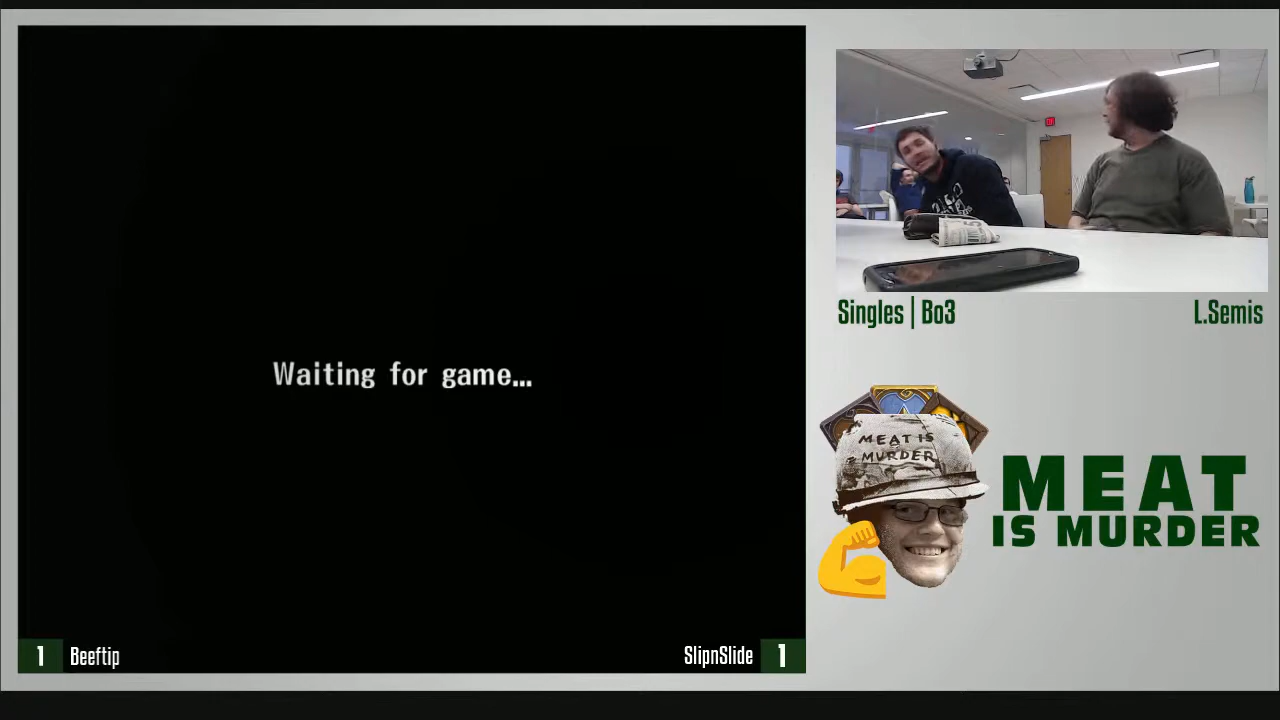 Waiting for game...
1 Beeftip
SlipnSlide 1
Singles | Bo3
L.Semis
MEAT IS
MURDER
MEAT
IS MURDER